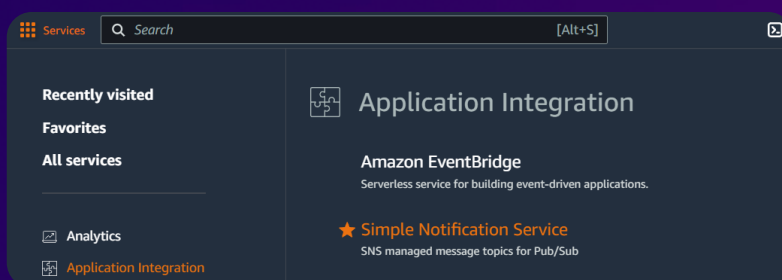 Services
Search
[Alt+S]
Recently visited
Favorites
All services
Analytics
Application Integration
Application Integration
Amazon EventBridge
Serverless service for building event-driven applications.
Simple Notification Service
SNS managed message topics for Pub/Sub